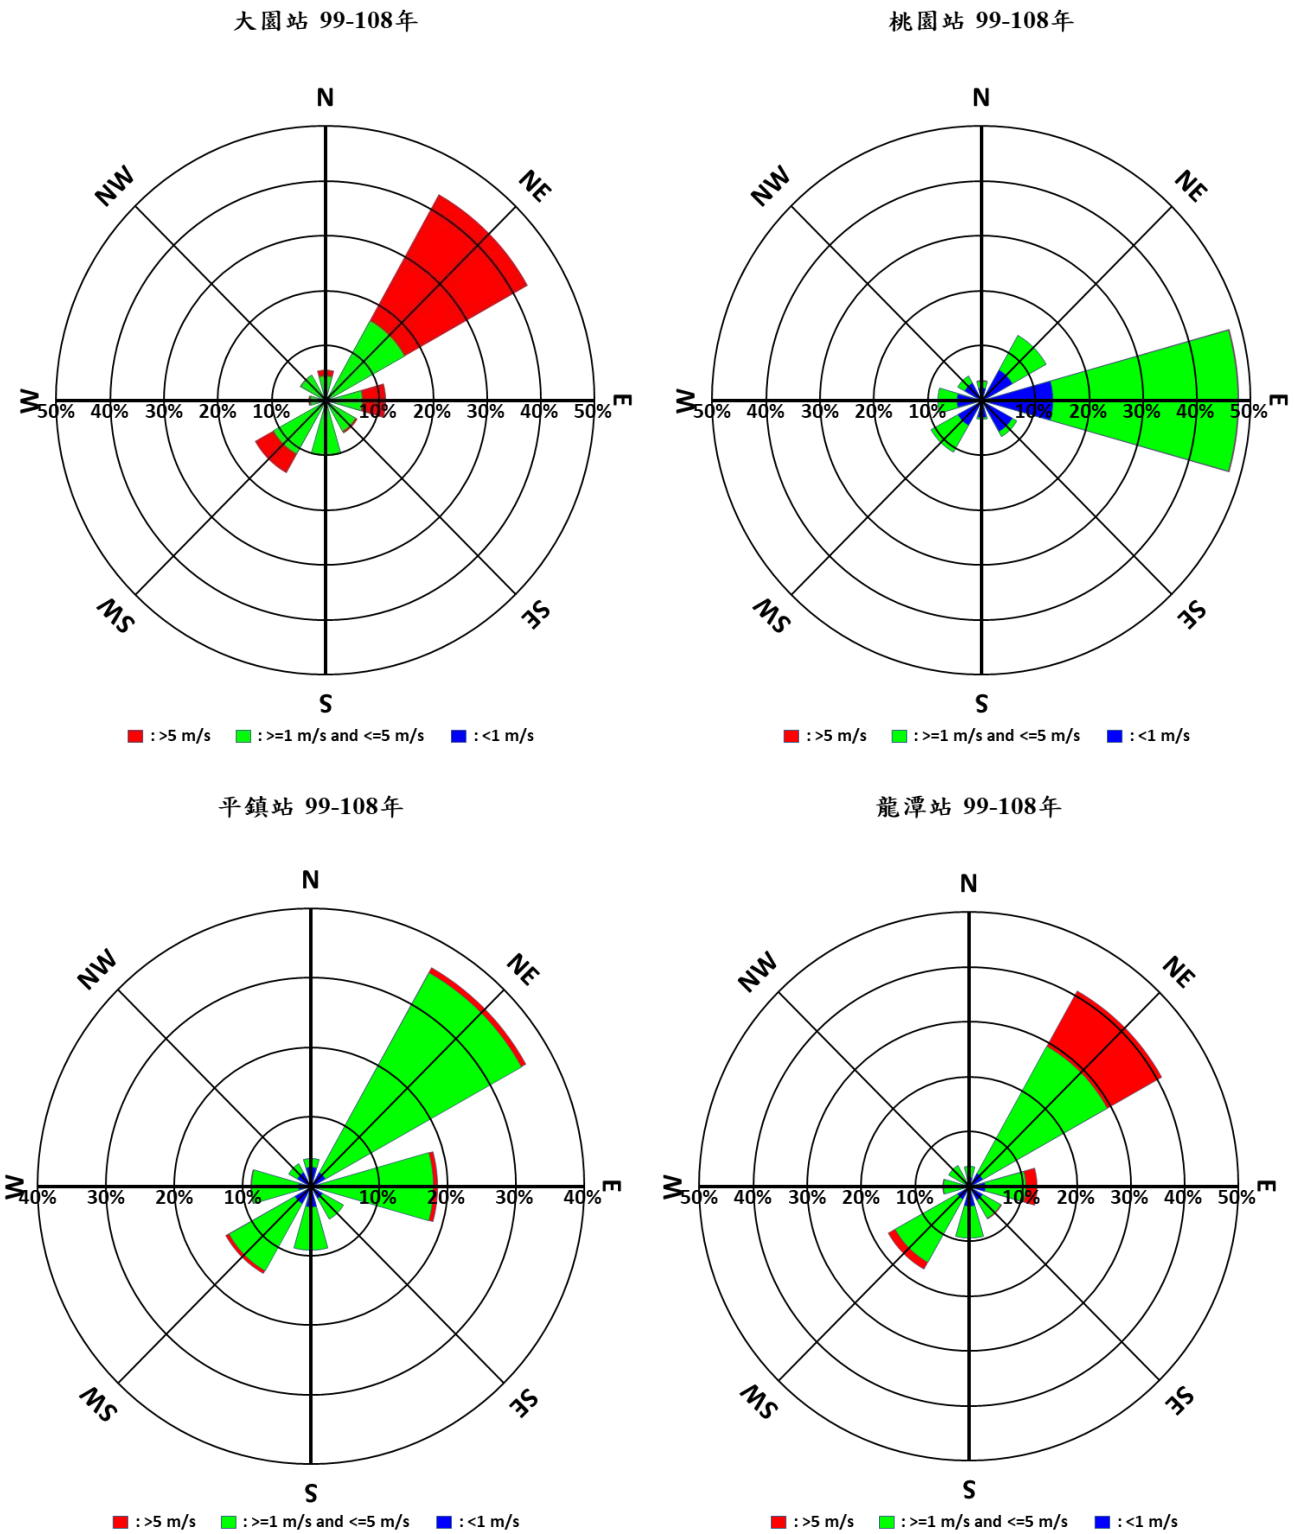 大園站 99-108年
N
NW
NE
W
E
50% 40% 30% 20% 10% 10% 20% 30% 40% 50%
SW
SE
S
: >5 m/s : >=1 m/s and <=5 m/s : <1 m/s
桃園站 99-108年
N
NW
NE
W
E
50% 40% 30% 20% 10% 10% 20% 30% 40% 50%
SW
SE
S
: >5 m/s : >=1 m/s and <=5 m/s : <1 m/s
平鎮站 99-108年
N
NW
NE
W
E
40% 30% 20% 10% 10% 20% 30% 40%
SW
SE
S
: >5 m/s : >=1 m/s and <=5 m/s : <1 m/s
龍潭站 99-108年
N
NW
NE
W
E
50% 40% 30% 20% 10% 10% 20% 30% 40% 50%
SW
SE
S
: >5 m/s : >=1 m/s and <=5 m/s : <1 m/s